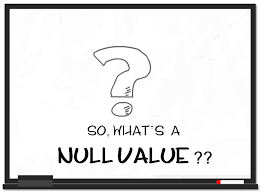 ?
SO, WHAT'S A
NULL VALUE ??